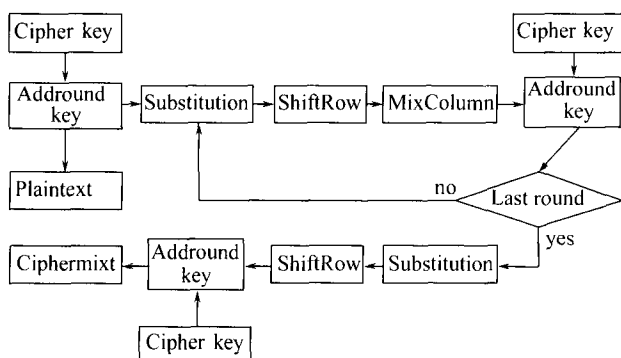 Cipher key
Cipher key
Addround
key
Substitution
ShiftRow
MixColumn
Addround
key
Plaintext
no
Last round
yes
Ciphermixt
Addround
key
ShiftRow
Substitution
Cipher key